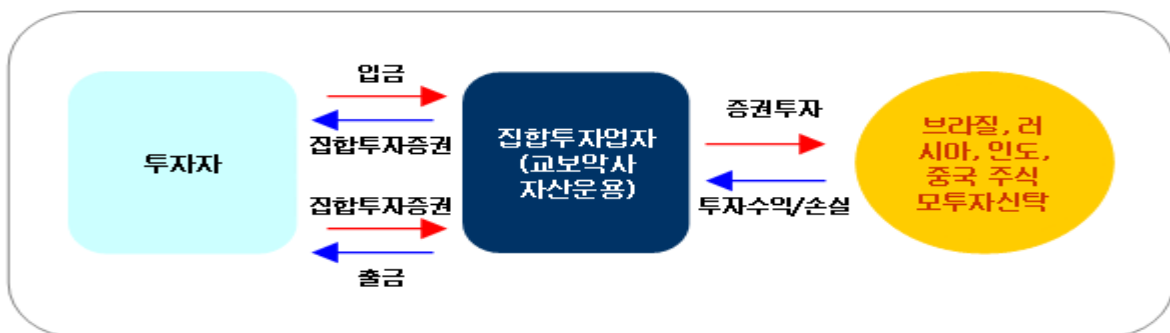 투자자
입금
집합투자증권
집합투자증권
출금
집합투자업자
(교보악사
자산운용)
증권투자
투자수익/손실
브라질, 러
시아, 인도,
중국 주식
모투자신탁